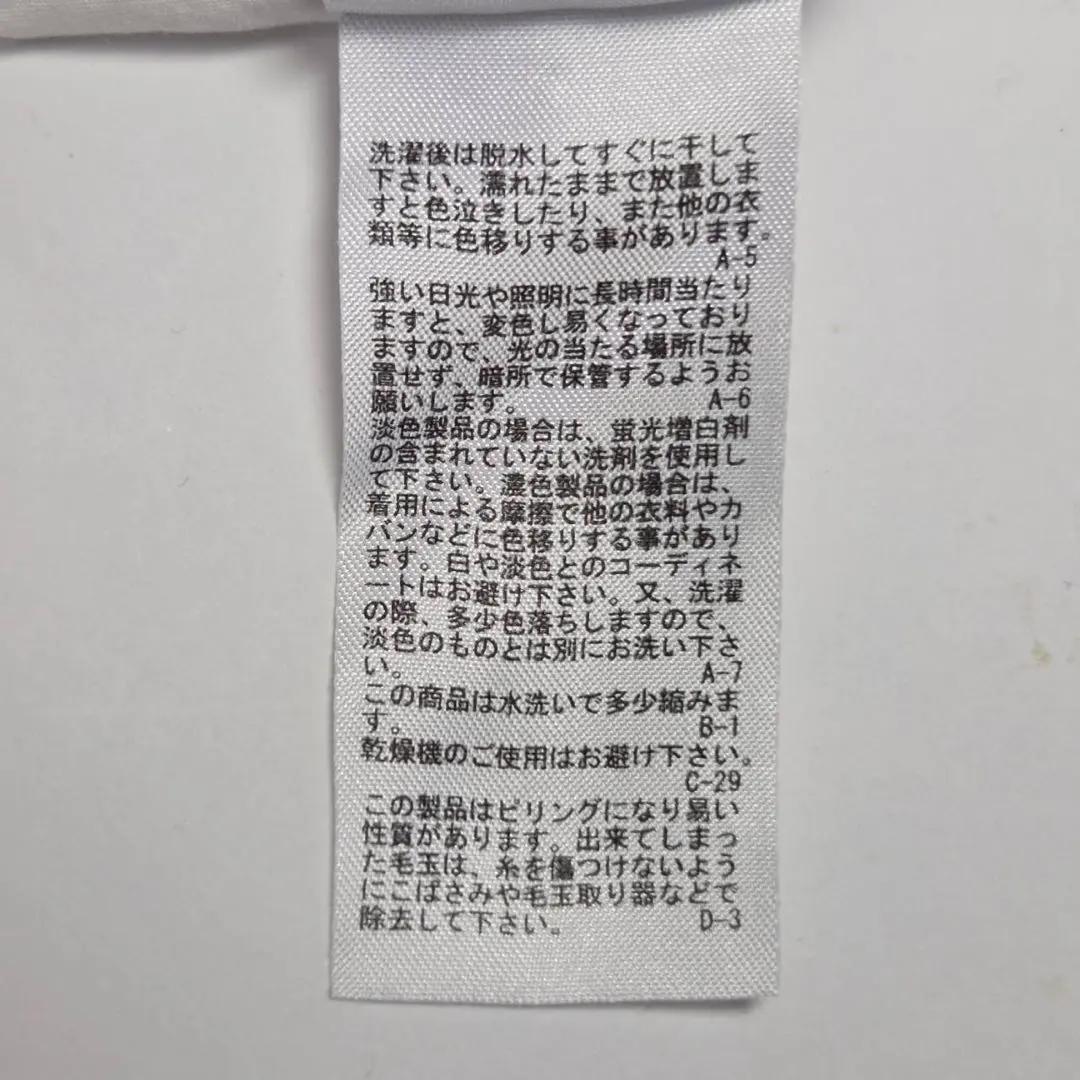 洗濯後は脱水してすぐに干して
下さい。濡れたままで放置しま
すと色泣きしたり、また他の衣
類等に色移りする事があります。
A-5
強い日光や照明に長時間当たり
ますと、変色し易くなっており
ますので、光の当たる場所に放
置せず、暗所で保管するようお
願いします。 A-6
淡色製品の場合は、蛍光増白剤
の含まれていない洗剤を使用し
て下さい。濃色製品の場合は、
着用による摩擦で他の衣料やカ
バンなどに色移りする事があり
ます。白や淡色とのコーディネ
ートはお避け下さい。又、洗濯
の際、多少色落ちしますので、
淡色のものとは別にお洗い下さ
い。 A-7
この商品は水洗いで多少縮みま
す。 B-1
乾燥機のご使用はお避け下さい。
C-29
この製品はピリングになり易い
性質があります。出来てしまっ
た毛玉は、糸を傷つけないよう
にこばさみや毛玉取り器などで
除去して下さい。 D-3